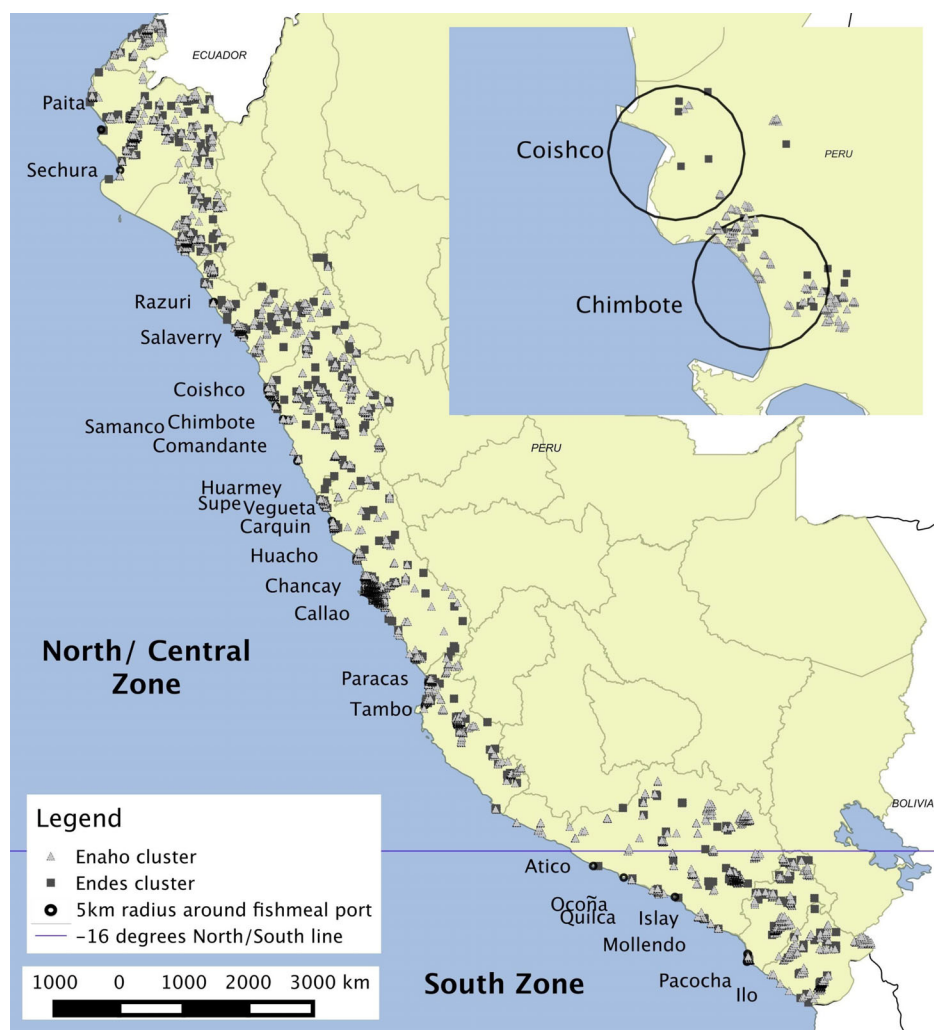 ECUADOR
Paita
Sechura
Razuri
Salaverry
Coishco
Samanco
Chimbote
Comandante
Huarmey
Supe
Vegueta
Carquin
Huacho
Chancay
Callao
North/ Central
Zone
Paracas
Tambo
PERU
Coishco
PERU
Chimbote
BOLIVIA
Atico
Ocoña
Quilca
Islay
Mollendo
Pacocha
Ilo
South Zone
Legend
Enaho cluster
Endes cluster
5km radius around fishmeal port
-16 degrees North/South line
1000 0 1000 2000 3000 km